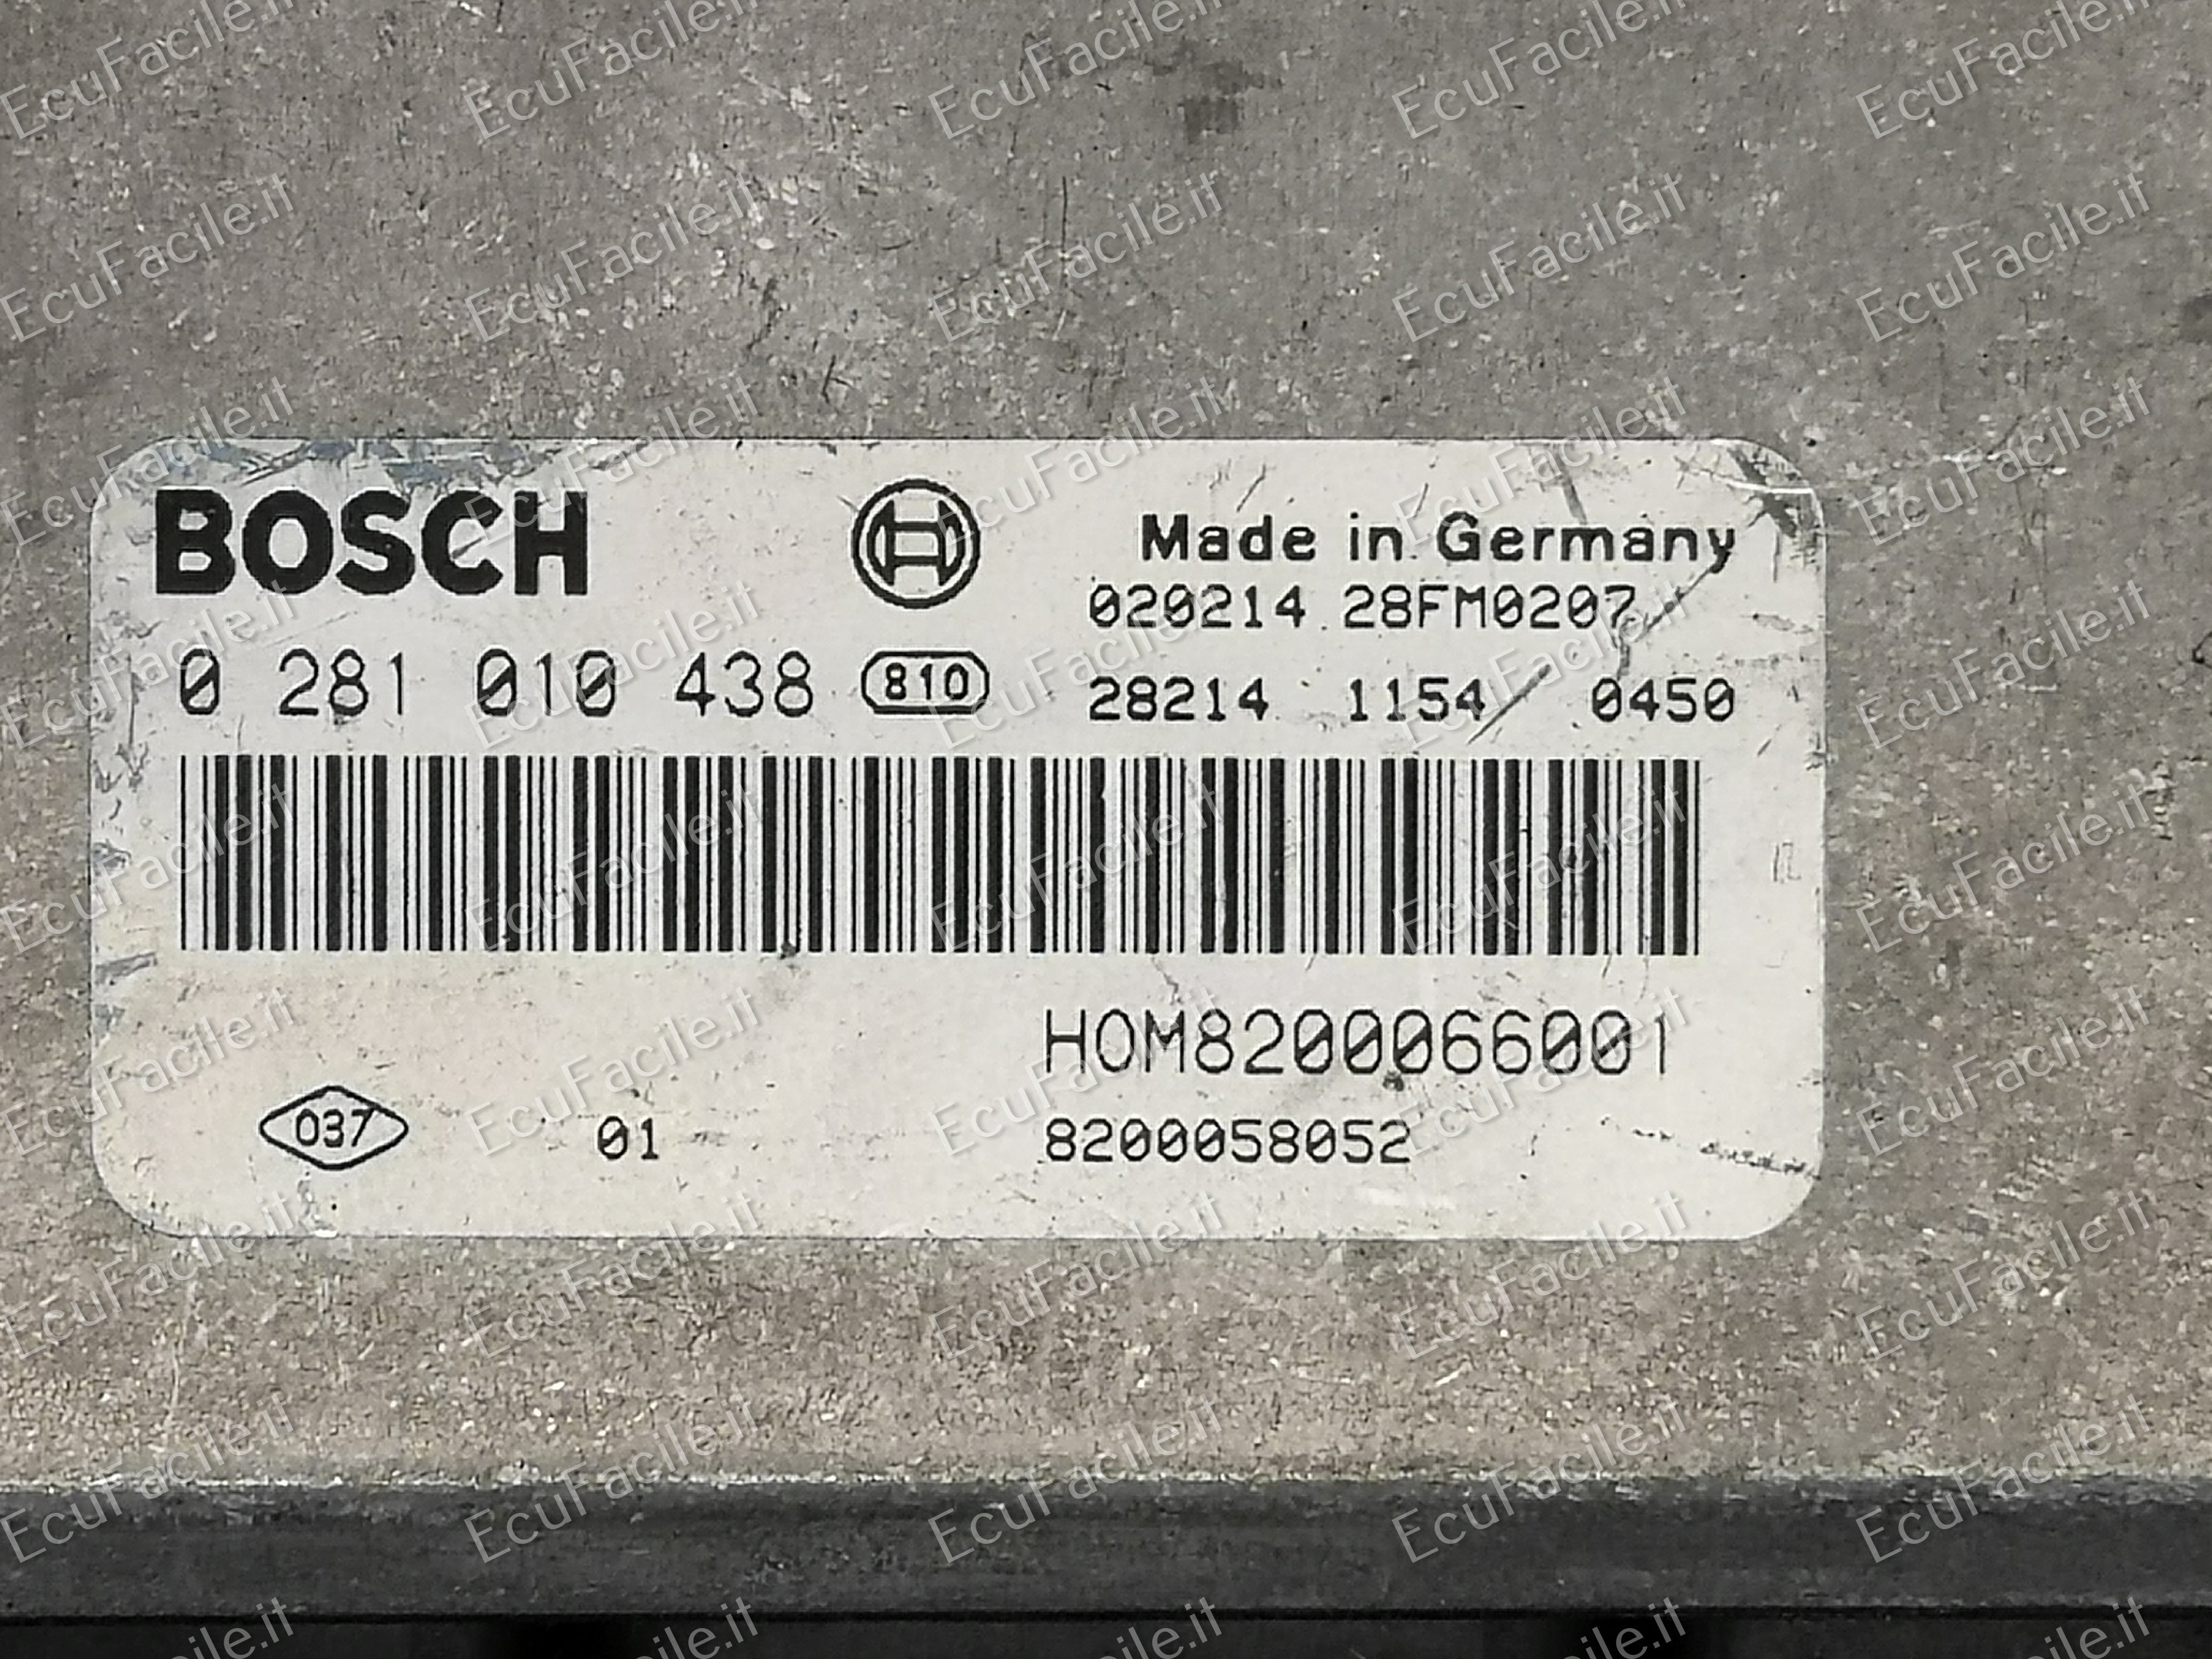 BOSCH
Made in Germany
020214 28FM0207
0 281 010 438 810 28214 1154 0450
HOM8200066001
037 01 8200058052
EcuFacile.it